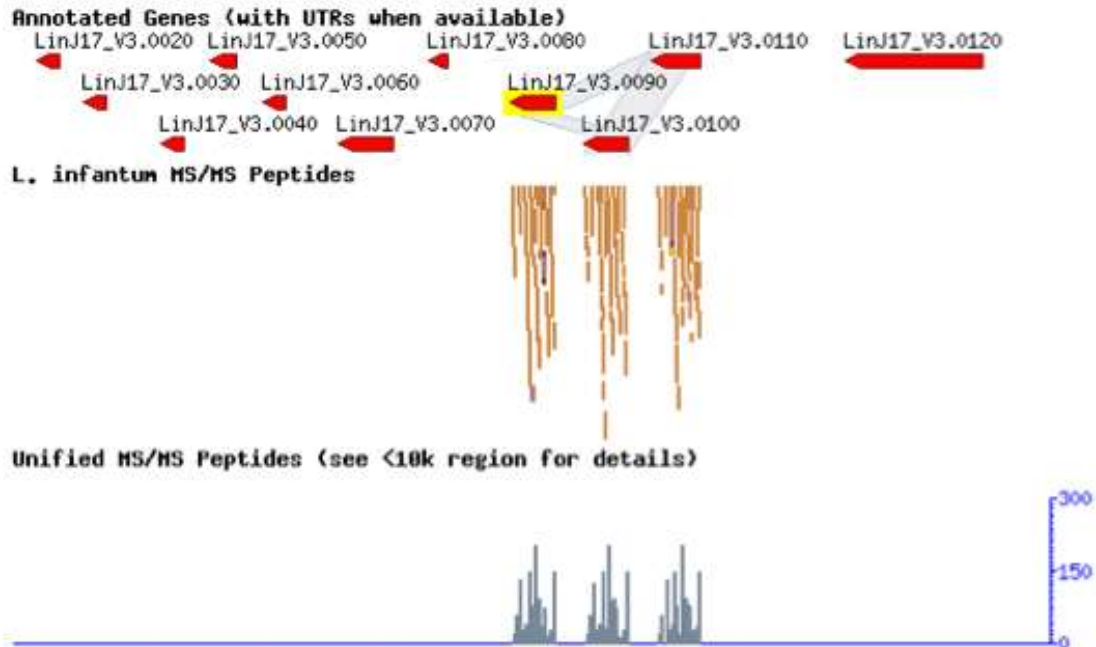 Annotated Genes (with UTRs when available)
LinJ17_V3.0020 LinJ17_V3.0050 LinJ17_V3.0080 LinJ17_V3.0110 LinJ17_V3.0120
LinJ17_V3.0030 LinJ17_V3.0060 LinJ17_V3.0090
LinJ17_V3.0040 LinJ17_V3.0070 LinJ17_V3.0100
L. infantum MS/MS Peptides
Unified MS/MS Peptides (see <10k region for details)
300
150
0